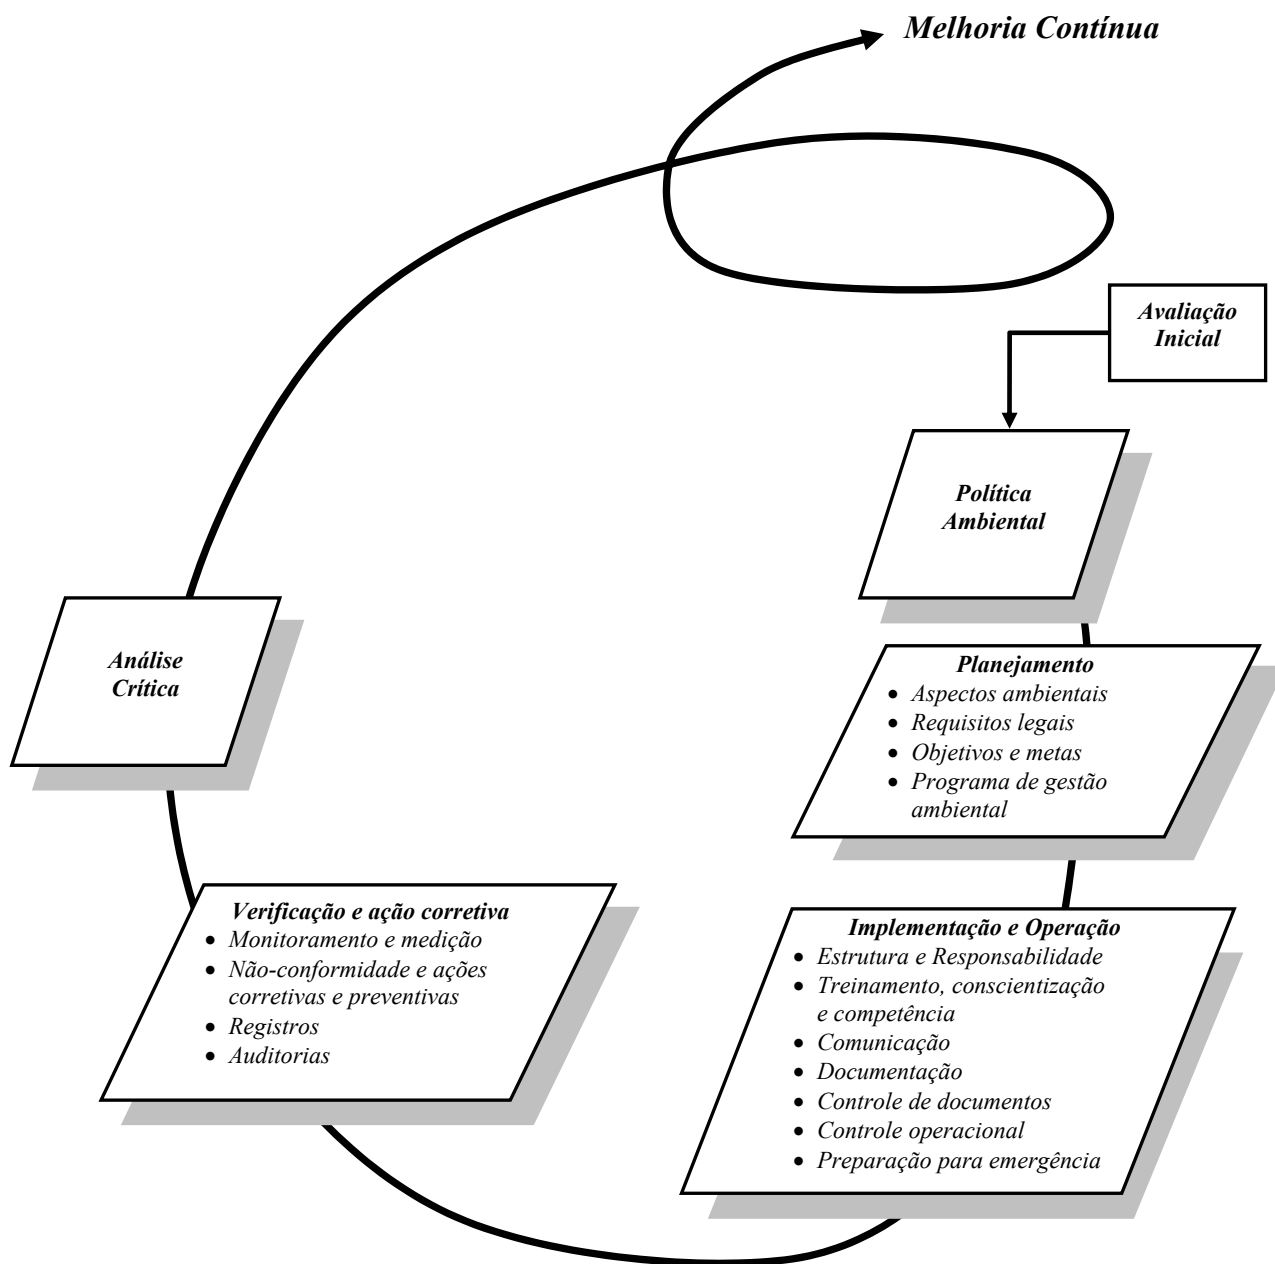 Melhoria Contínua
Avaliação
Inicial
Política
Ambiental
Planejamento
• Aspectos ambientais
• Requisitos legais
• Objetivos e metas
• Programa de gestão
ambiental
Implementação e Operação
• Estrutura e Responsabilidade
• Treinamento, conscientização
e competência
• Comunicação
• Documentação
• Controle de documentos
• Controle operacional
• Preparação para emergência
Verificação e ação corretiva
• Monitoramento e medição
• Não-conformidade e ações
corretivas e preventivas
• Registros
• Auditorias
Análise
Crítica